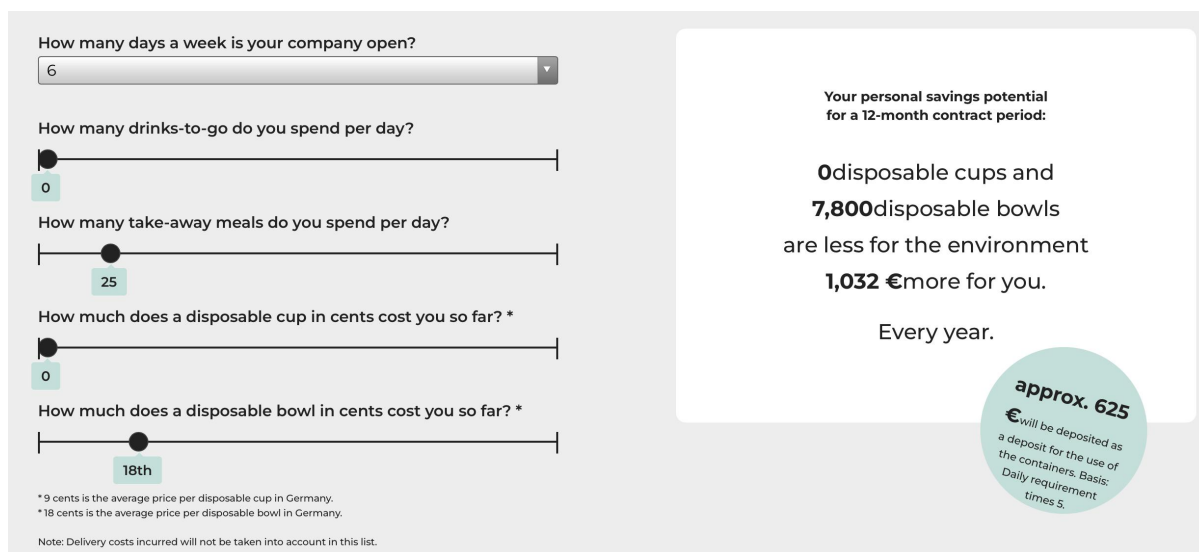 How many days a week is your company open?
6
How many drinks-to-go do you spend per day?
0
How many take-away meals do you spend per day?
25
How much does a disposable cup in cents cost you so far? *
0
How much does a disposable bowl in cents cost you so far? *
18th
* 9 cents is the average price per disposable cup in Germany.
* 18 cents is the average price per disposable bowl in Germany.
Note: Delivery costs incurred will not be taken into account in this list.
Your personal savings potential
for a 12-month contract period:
0disposable cups and
7,800disposable bowls
are less for the environment
1,032 €more for you.
Every year.
approx. 625
€will be deposited as
a deposit for the use of
the containers. Basis:
Daily requirement
times 5.